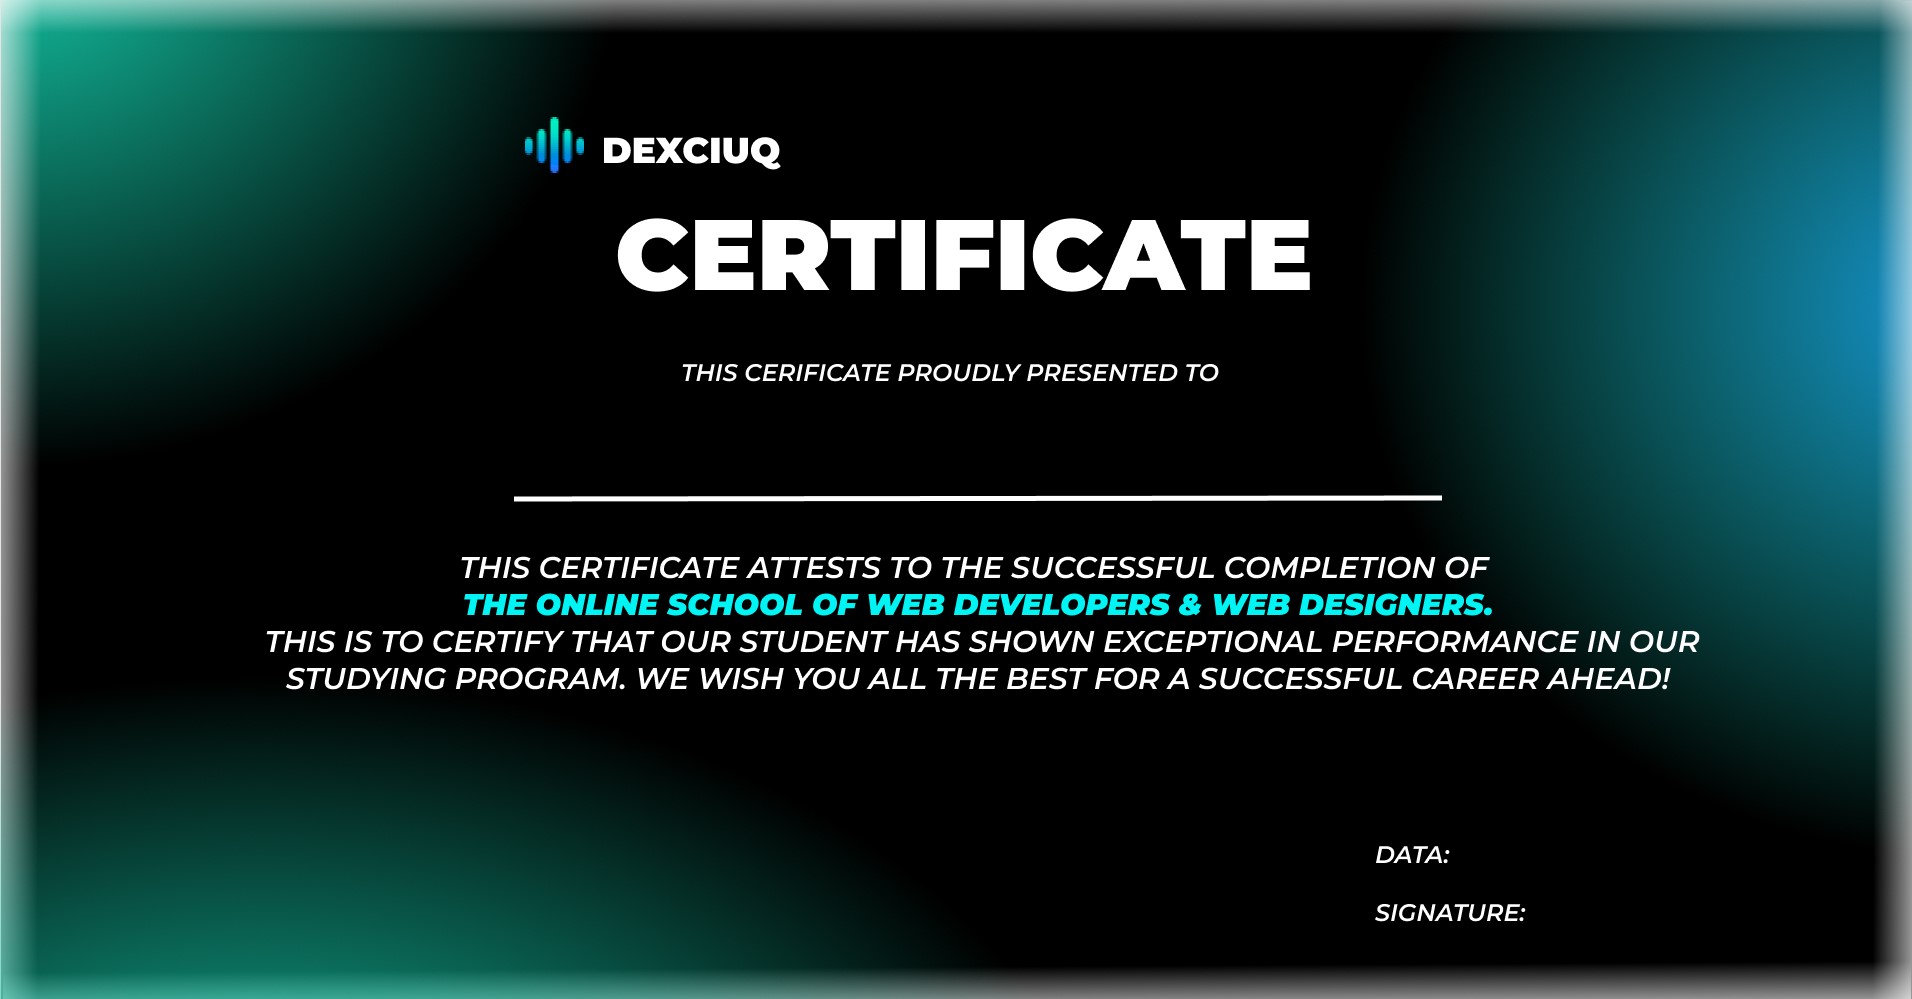 DEXCIUQ
CERTIFICATE
THIS CERIFICATE PROUDLY PRESENTED TO
THIS CERTIFICATE ATTESTS TO THE SUCCESSFUL COMPLETION OF
THE ONLINE SCHOOL OF WEB DEVELOPERS & WEB DESIGNERS.
THIS IS TO CERTIFY THAT OUR STUDENT HAS SHOWN EXCEPTIONAL PERFORMANCE IN OUR
STUDYING PROGRAM. WE WISH YOU ALL THE BEST FOR A SUCCESSFUL CAREER AHEAD!
DATA:
SIGNATURE: